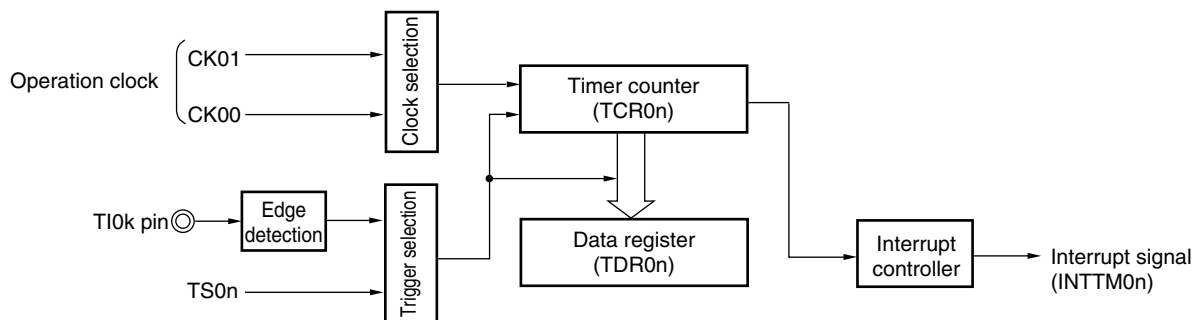 Operation clock
CK01
CK00
Clock selection
Timer counter
(TCR0n)
TI0k pin
Edge
detection
TS0n
Trigger selection
Data register
(TDR0n)
Interrupt
controller
Interrupt signal
(INTTM0n)